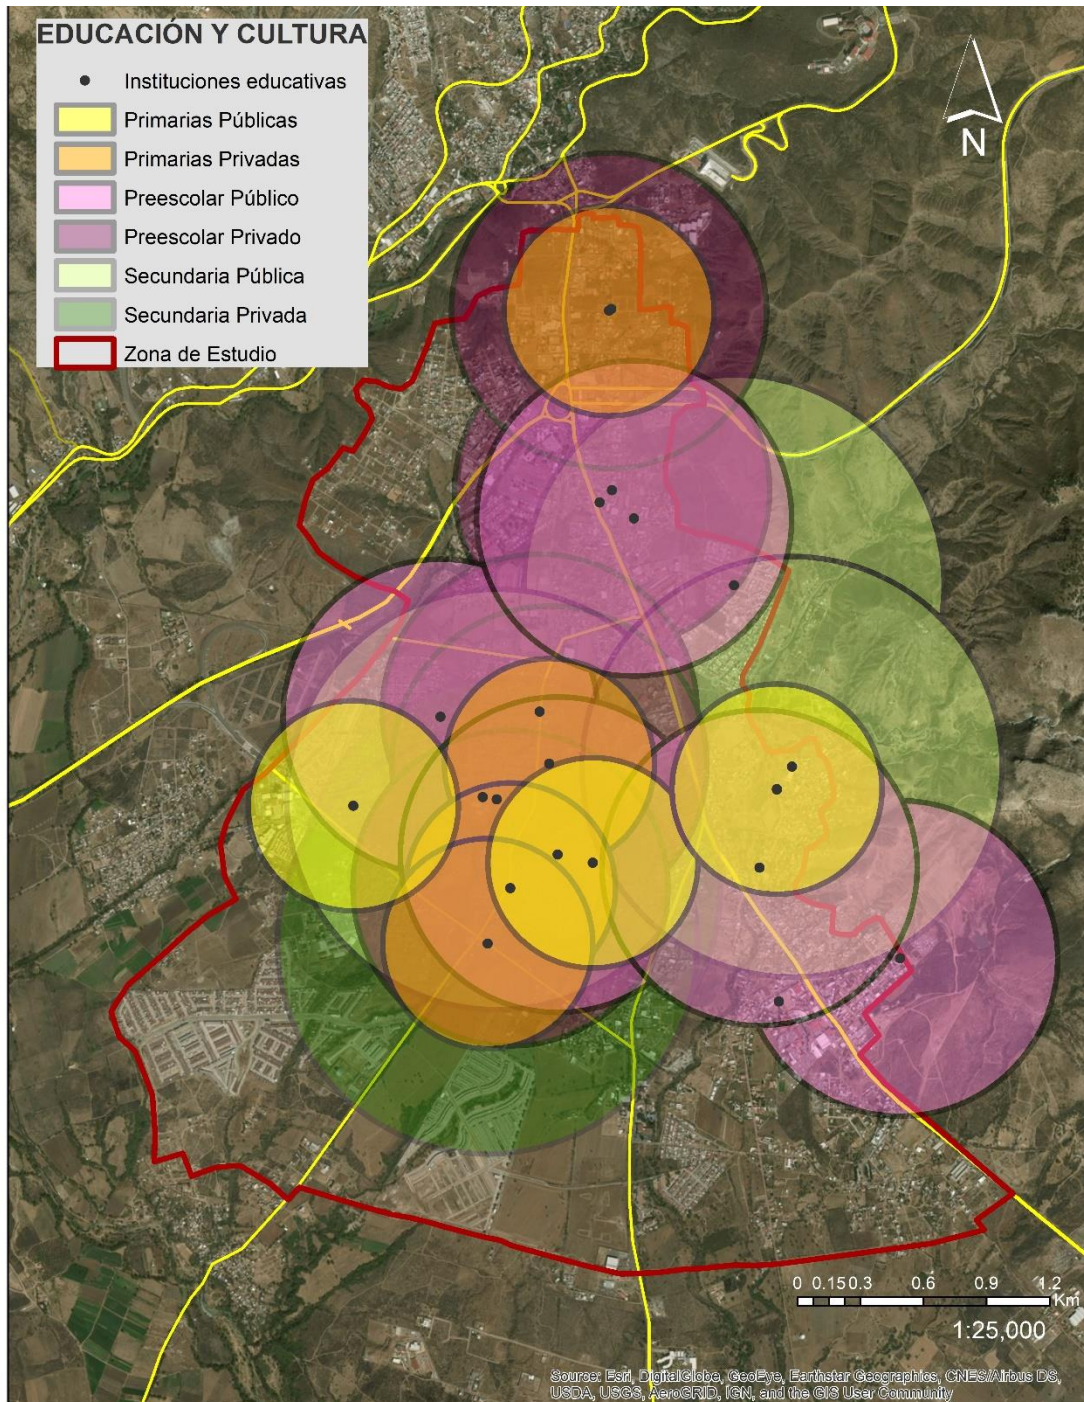 EDUCACIÓN Y CULTURA
Instituciones educativas
Primarias Públicas
Primarias Privadas
Preescolar Público
Preescolar Privado
Secundaria Pública
Secundaria Privada
Zona de Estudio
N
0 0.15 0.3 0.6 0.9 1.2
Km
1:25,000
Source: Esri, DigitalGlobe, GeoEye, Earthstar Geographics, CNES/Airbus DS,
USDA, USGS, AeroGRID, IGN, and the GIS User Community